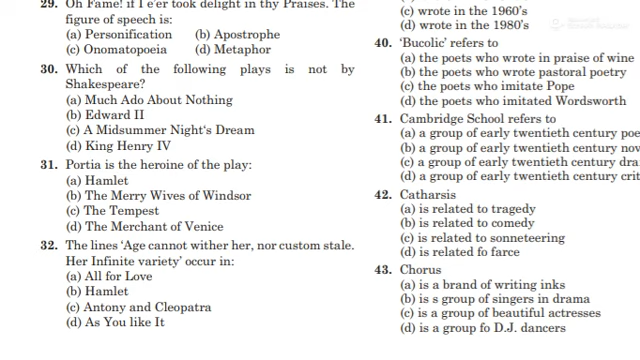 29. Oh Fame! if I e'er took delight in thy Praises. The
figure of speech is:
(a) Personification (b) Apostrophe
(c) Onomatopoeia (d) Metaphor
30. Which of the following plays is not by
Shakespeare?
(a) Much Ado About Nothing
(b) Edward II
(c) A Midsummer Night's Dream
(d) King Henry IV
31. Portia is the heroine of the play:
(a) Hamlet
(b) The Merry Wives of Windsor
(c) The Tempest
(d) The Merchant of Venice
32. The lines 'Age cannot wither her, nor custom stale.
Her Infinite variety' occur in:
(a) All for Love
(b) Hamlet
(c) Antony and Cleopatra
(d) As You like It
(c) wrote in the 1960's
(d) wrote in the 1980's
40. 'Bucolic' refers to
(a) the poets who wrote in praise of wine
(b) the poets who wrote pastoral poetry
(c) the poets who imitate Pope
(d) the poets who imitated Wordsworth
41. Cambridge School refers to
(a) a group of early twentieth century poe
(b) a group of early twentieth century nov
(c) a group of early twentieth century dra
(d) a group of early twentieth century crit
42. Catharsis
(a) is related to tragedy
(b) is related to comedy
(c) is related to sonneteering
(d) is related fo farce
43. Chorus
(a) is a brand of writing inks
(b) is s group of singers in drama
(c) is a group of beautiful actresses
(d) is a group fo D.J. dancers